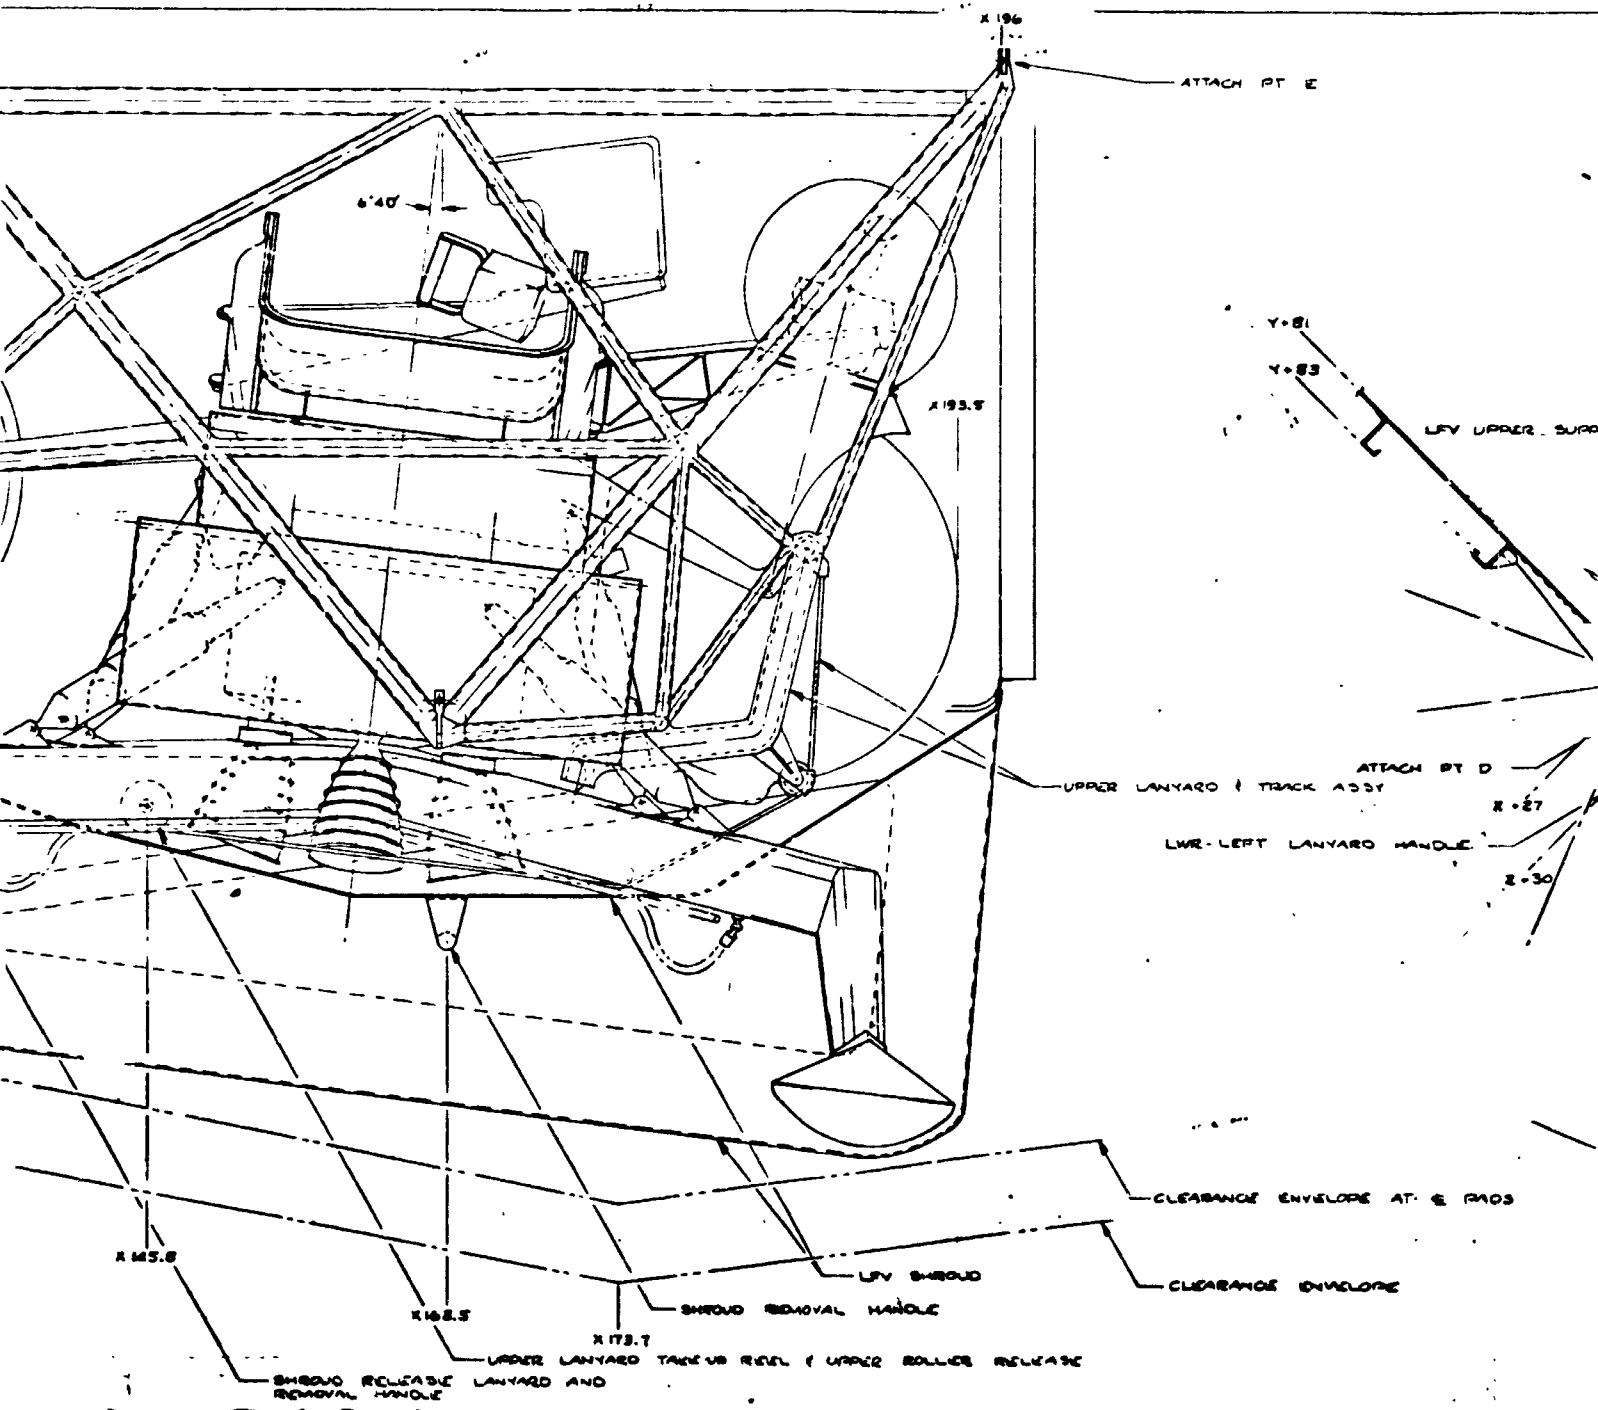 X 196
ATTACH PT E
6°40'
Y+81
Y+83
X 193.5
LFV UPPER SUPP
UPPER LANYARD & TRACK ASSY
ATTACH PT D
X+27
LWR-LEFT LANYARD HANDLE
Z+30
CLEARANCE ENVELOPE AT ℄ PADS
X 145.8
LFV SHROUD
CLEARANCE ENVELOPE
SHROUD REMOVAL HANDLE
X 162.5
X 173.7
UPPER LANYARD TAKE UP REEL & UPPER ROLLER RELEASE
SHROUD RELEASE LANYARD AND
REMOVAL HANDLE